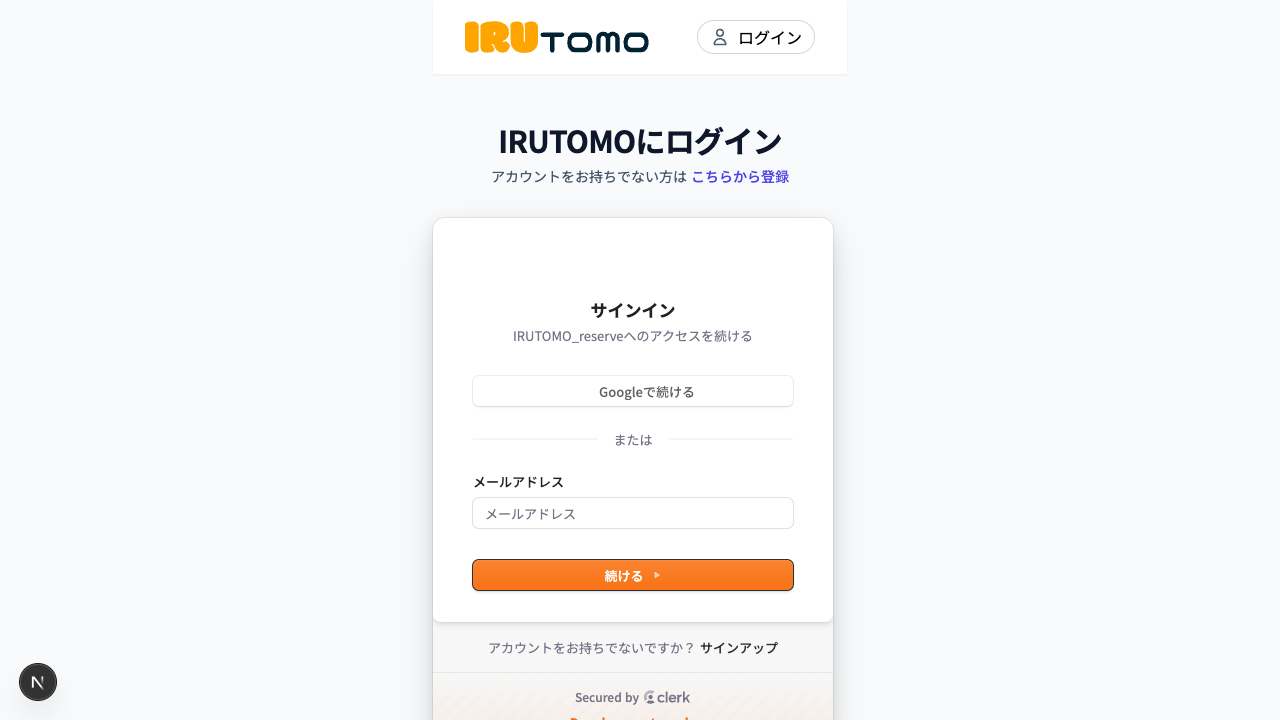 IRUTOMO
ログイン
IRUTOMOにログイン
アカウントをお持ちでない方は こちらから登録
サインイン
IRUTOMO_reserveへのアクセスを続ける
Googleで続ける
または
メールアドレス
メールアドレス
続ける
アカウントをお持ちでないですか？ サインアップ
Secured by clerk
N